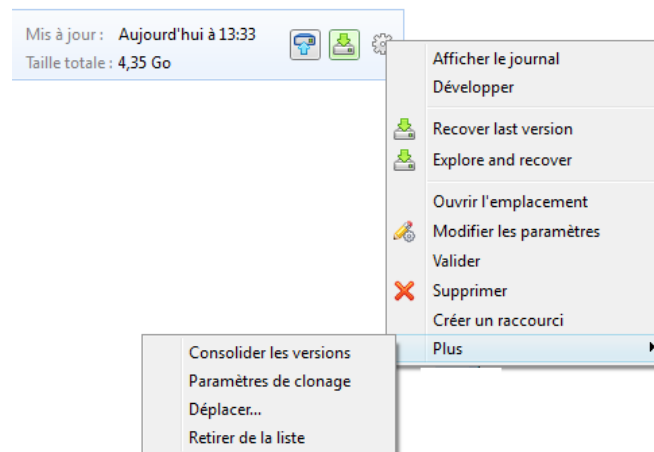 Mis à jour : Aujourd'hui à 13:33
Taille totale : 4,35 Go
Afficher le journal
Développer
Recover last version
Explore and recover
Ouvrir l'emplacement
Modifier les paramètres
Valider
Supprimer
Créer un raccourci
Plus
Consolider les versions
Paramètres de clonage
Déplacer...
Retirer de la liste